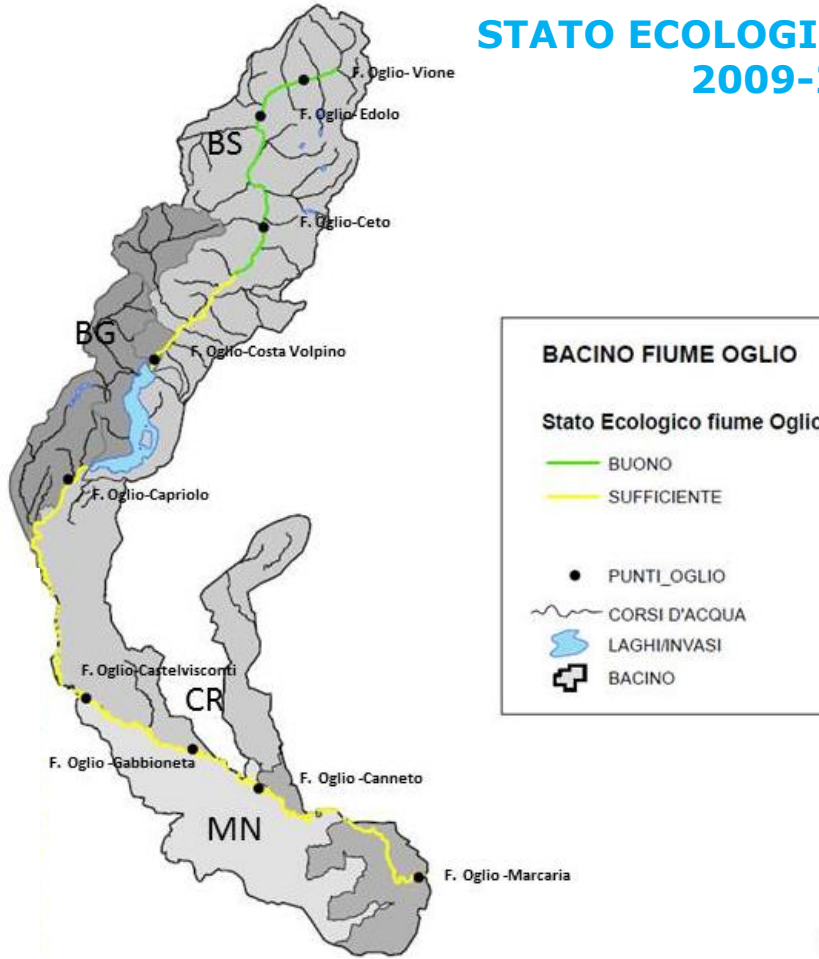 STATO ECOLOGI
2009-
F. Oglio- Vione
F. Oglio- Edolo
BS
F. Oglio-Ceto
BG
F. Oglio-Costa Volpino
F. Oglio-Capriolo
F. Oglio-Castelvisconti
CR
F. Oglio -Gabbioneta
F. Oglio -Canneto
MN
F. Oglio -Marcaria
BACINO FIUME OGLIO
Stato Ecologico fiume Oglio
BUONO
SUFFICIENTE
PUNTI_OGLIO
CORSI D'ACQUA
LAGHI/INVASI
BACINO